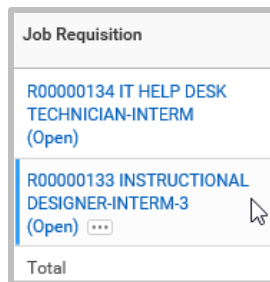 Job Requisition
R00000134 IT HELP DESK
TECHNICIAN-INTERM
(Open)
R00000133 INSTRUCTIONAL
DESIGNER-INTERM-3
(Open)
Total